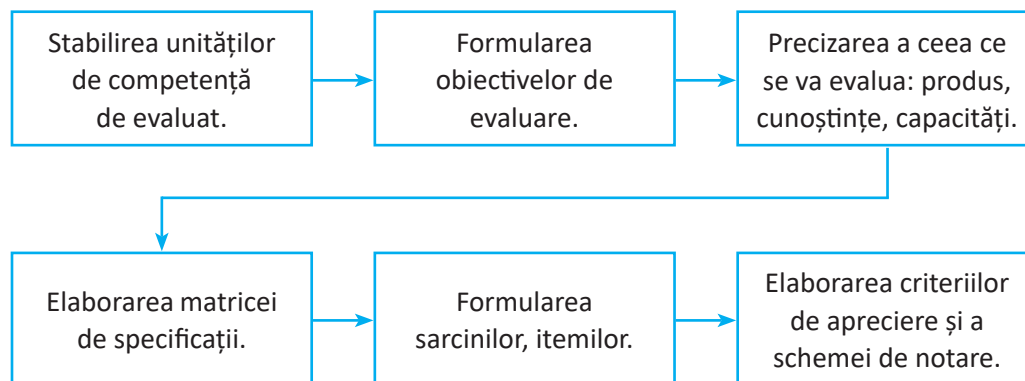 Stabilirea unităților
de competență
de evaluat.
Formularea
obiectivelor de
evaluare.
Precizarea a ceea ce
se va evalua: produs,
cunoștințe, capacități.
Elaborarea matricei
de specificații.
Formularea
sarcinilor, itemilor.
Elaborarea criteriilor
de apreciere și a
schemei de notare.